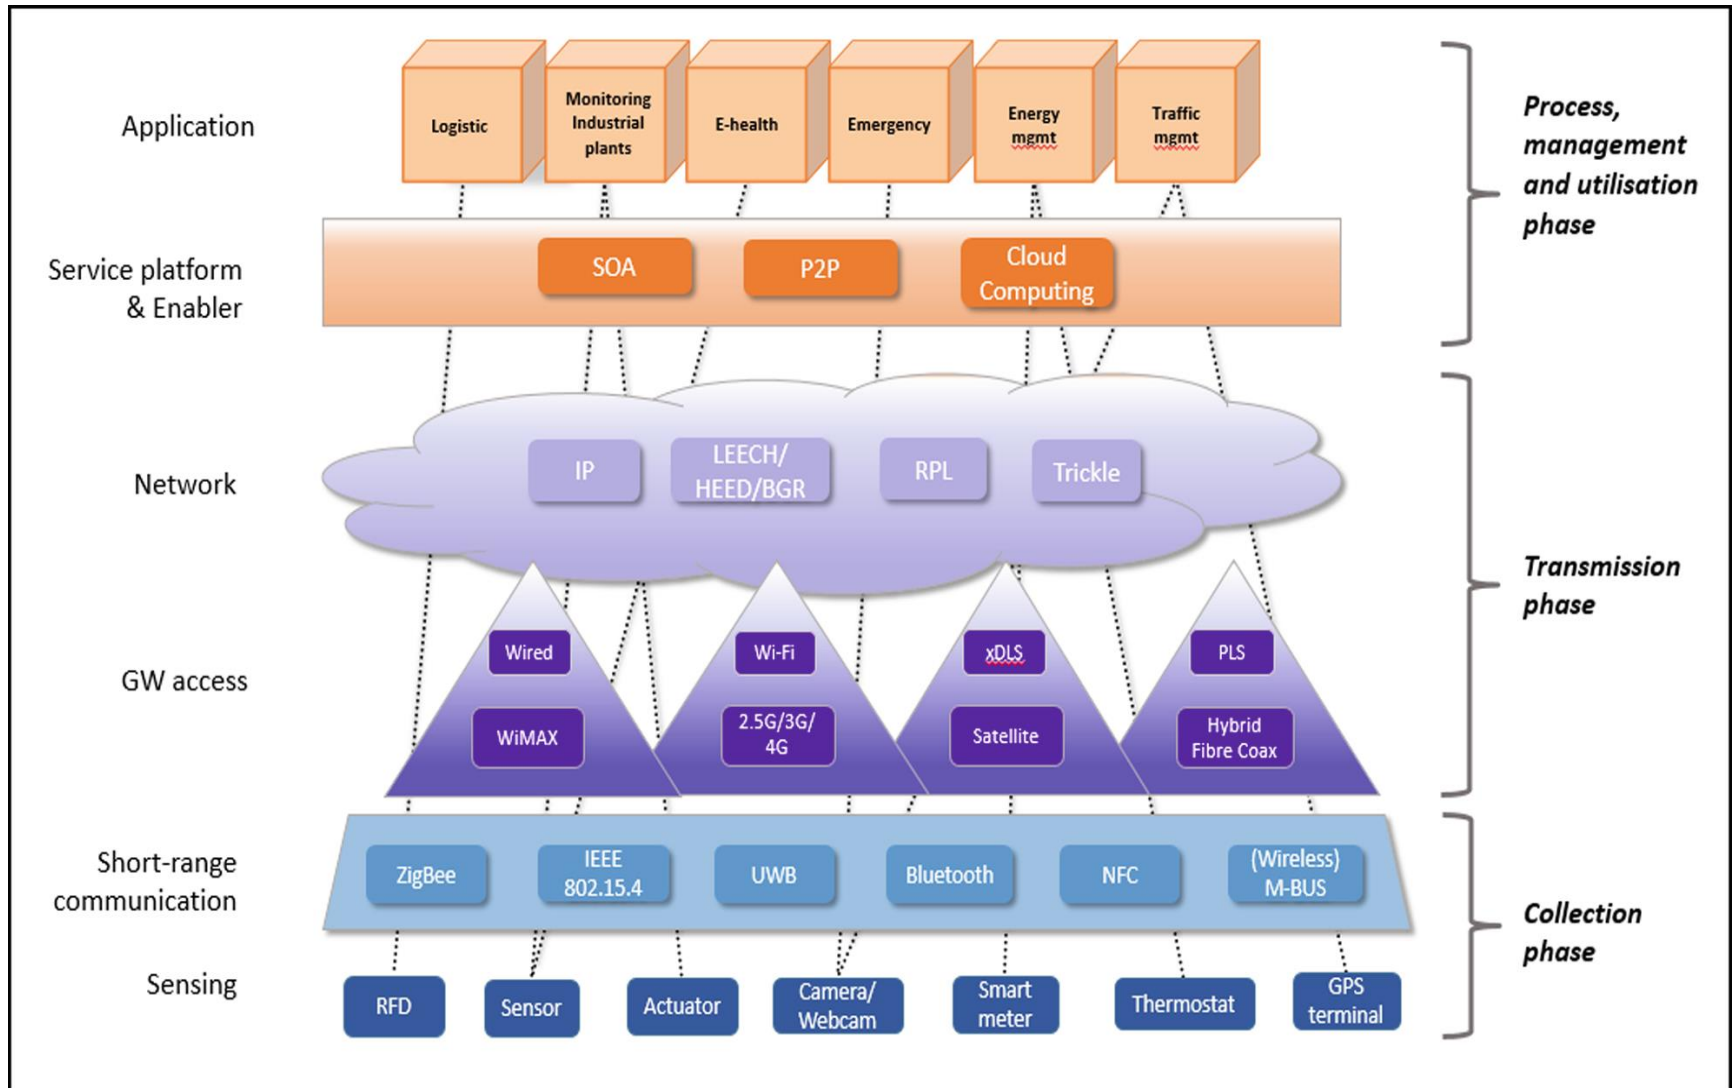 Application
Logistic
Monitoring
Industrial
plants
E-health
Emergency
Energy
mgmt
Traffic
mgmt
Process,
management
and utilisation
phase
Service platform
& Enabler
SOA
P2P
Cloud
Computing
Network
IP
LEECH/
HEED/BGR
RPL
Trickle
Transmission
phase
GW access
Wired
WiMAX
Wi-Fi
2.5G/3G/
4G
xDLS
Satellite
PLS
Hybrid
Fibre Coax
Short-range
communication
ZigBee
IEEE
802.15.4
UWB
Bluetooth
NFC
(Wireless)
M-BUS
Collection
phase
Sensing
RFD
Sensor
Actuator
Camera/
Webcam
Smart
meter
Thermostat
GPS
terminal